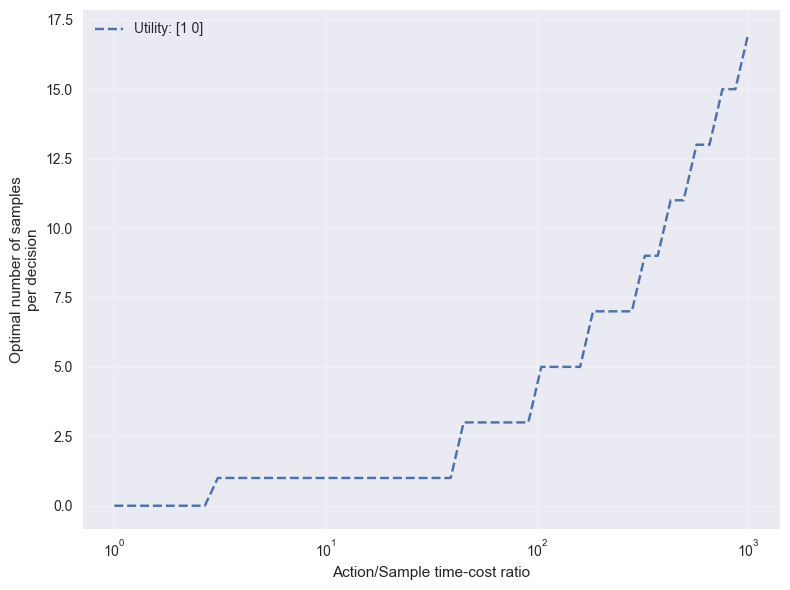 17.5
Utility: [1 0]
15.0
12.5
10.0
7.5
5.0
2.5
0.0
Optimal number of samples
per decision
10⁰ 10¹ 10² 10³
Action/Sample time-cost ratio